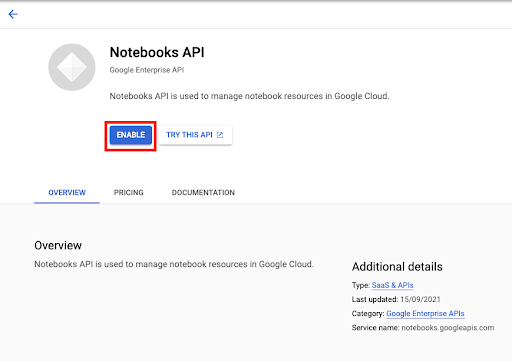 Notebooks API
Google Enterprise API
Notebooks API is used to manage notebook resources in Google Cloud.
ENABLE
TRY THIS API
OVERVIEW
PRICING
DOCUMENTATION
Overview
Notebooks API is used to manage notebook resources in Google Cloud.
Additional details
Type: SaaS & APIs
Last updated: 15/09/2021
Category: Google Enterprise APIs
Service name: notebooks.googleapis.com